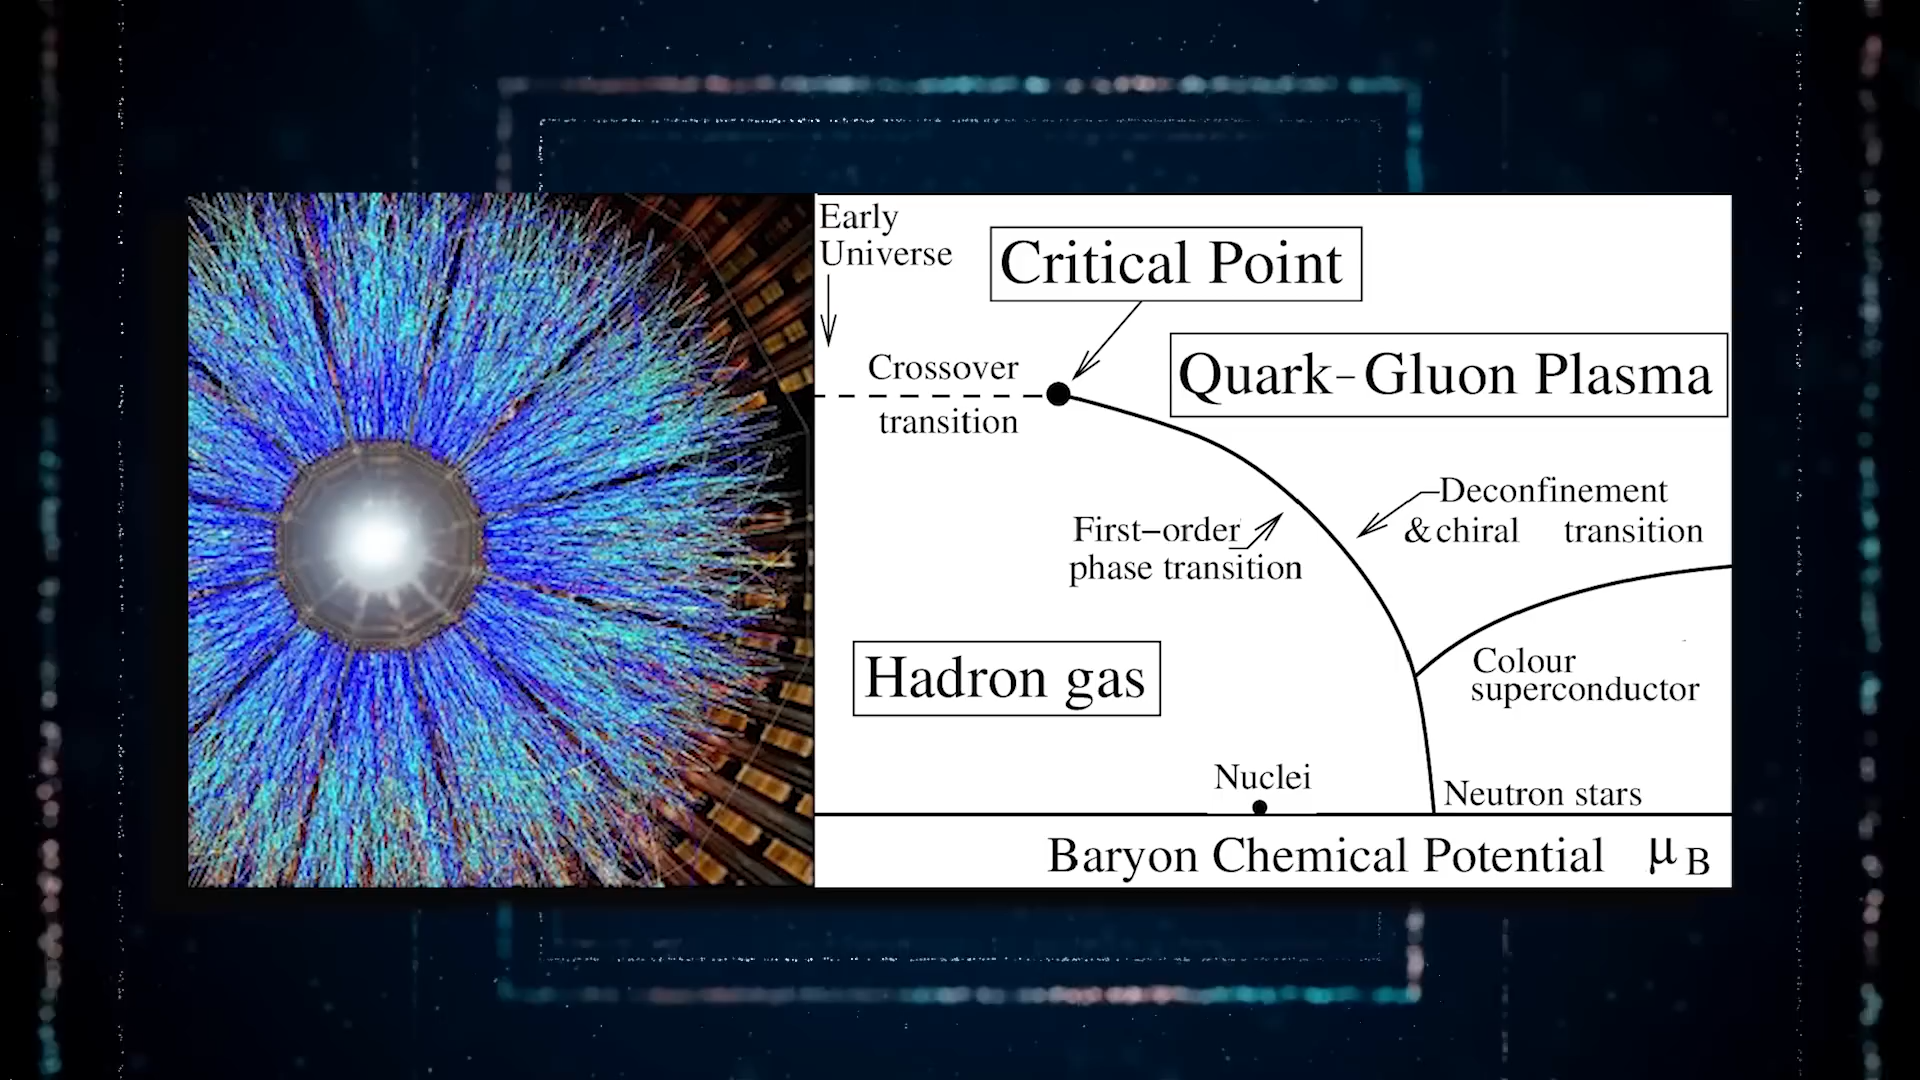 Early
Universe
Critical Point
Crossover
transition
Quark-Gluon Plasma
Deconfinement
& chiral transition
First-order
phase transition
Hadron gas
Colour
superconductor
Nuclei
Neutron stars
Baryon Chemical Potential μB